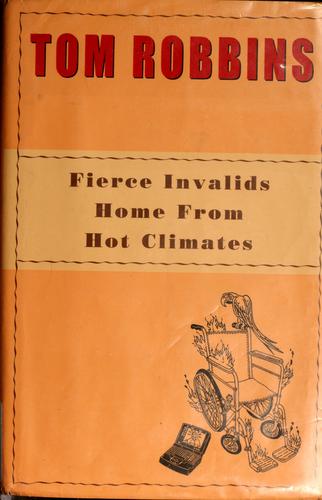 TOM ROBBINS
Fierce Invalids
Home From
Hot Climates